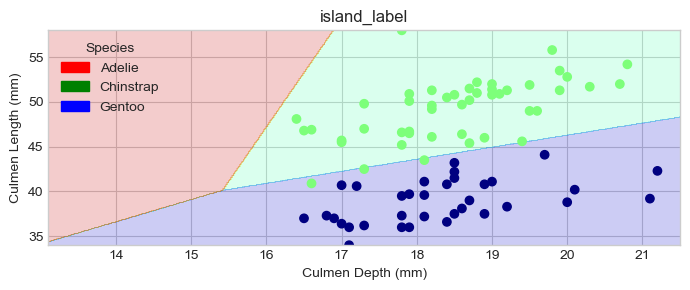 island_label
Species
Adelie
Chinstrap
Gentoo
Culmen Length (mm)
55
50
45
40
35
14
15
16
17
18
19
20
21
Culmen Depth (mm)